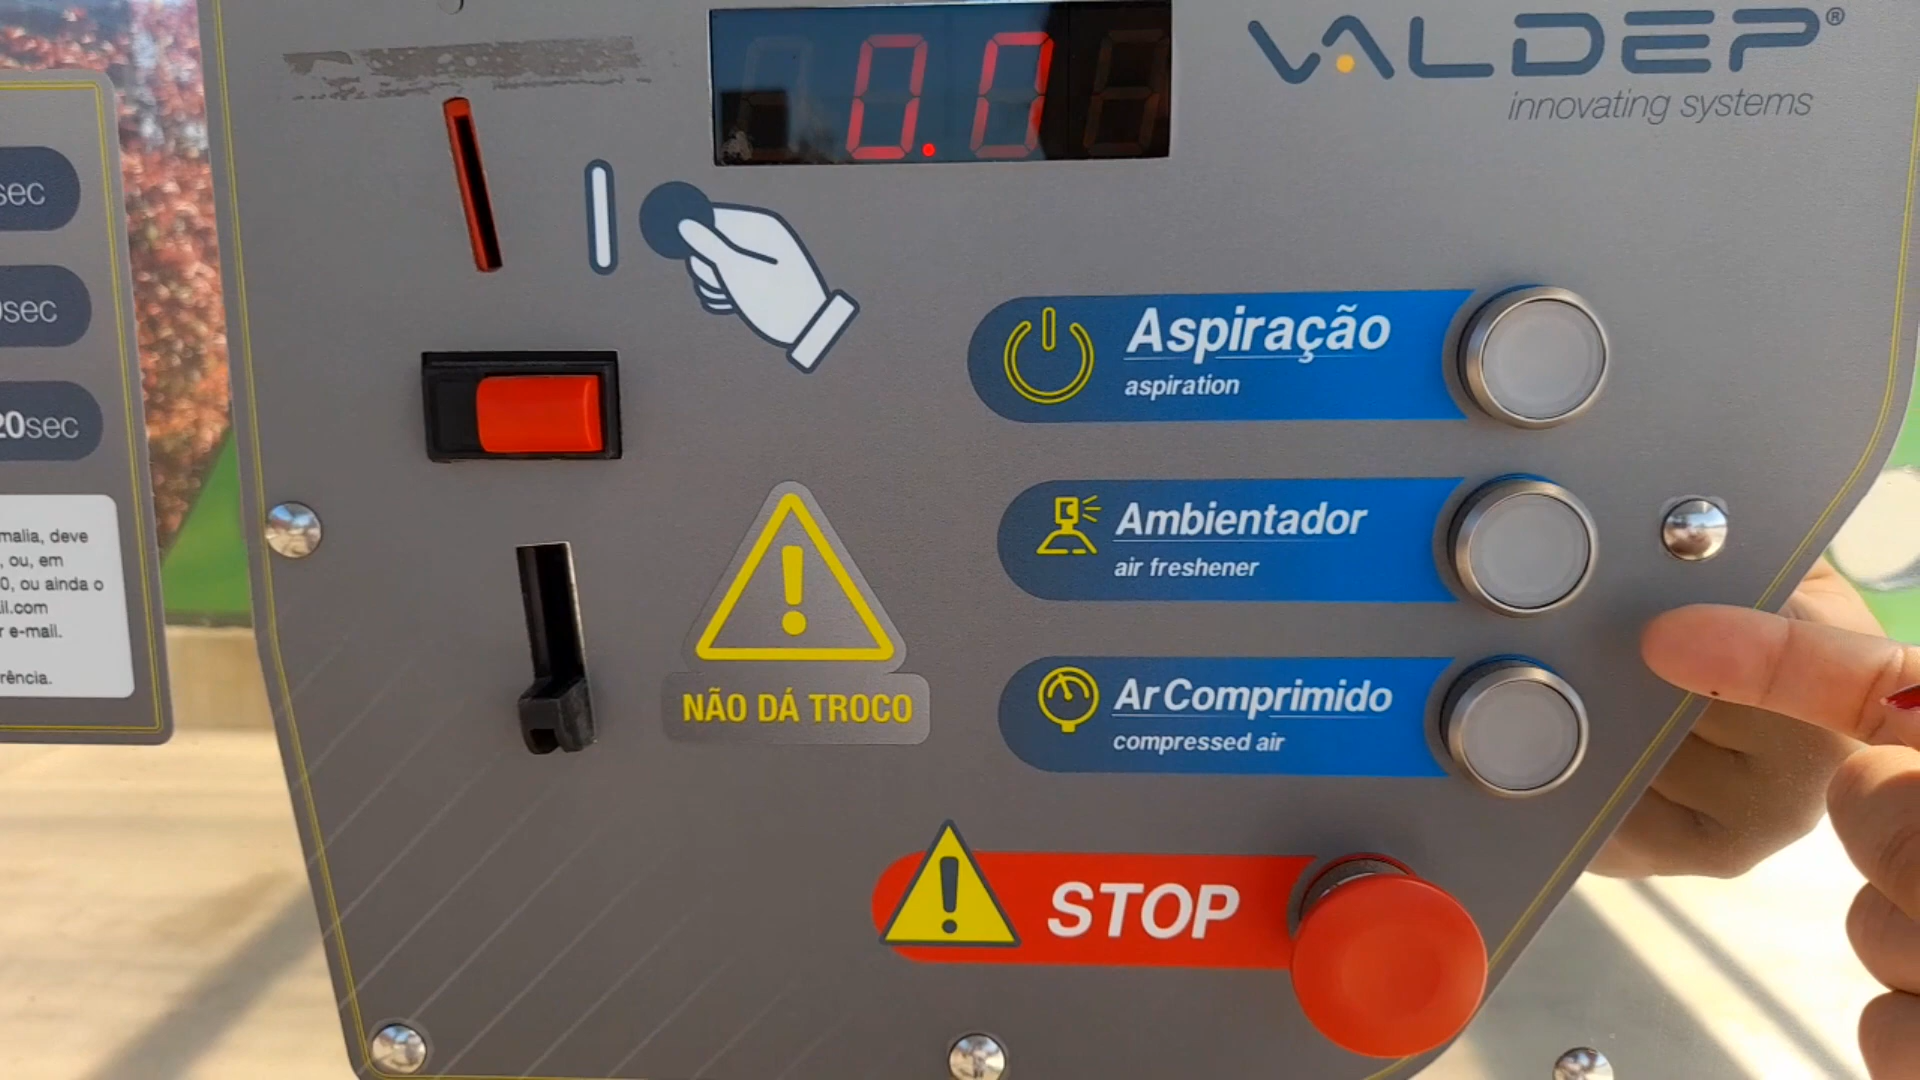 sec
sec
20sec
malia, deve
, ou, em
0, ou ainda o
il.com
r e-mail.
rência.
0.0
VALDEP®
innovating systems
Aspiração
aspiration
Ambientador
air freshener
Ar Comprimido
compressed air
NÃO DÁ TROCO
STOP